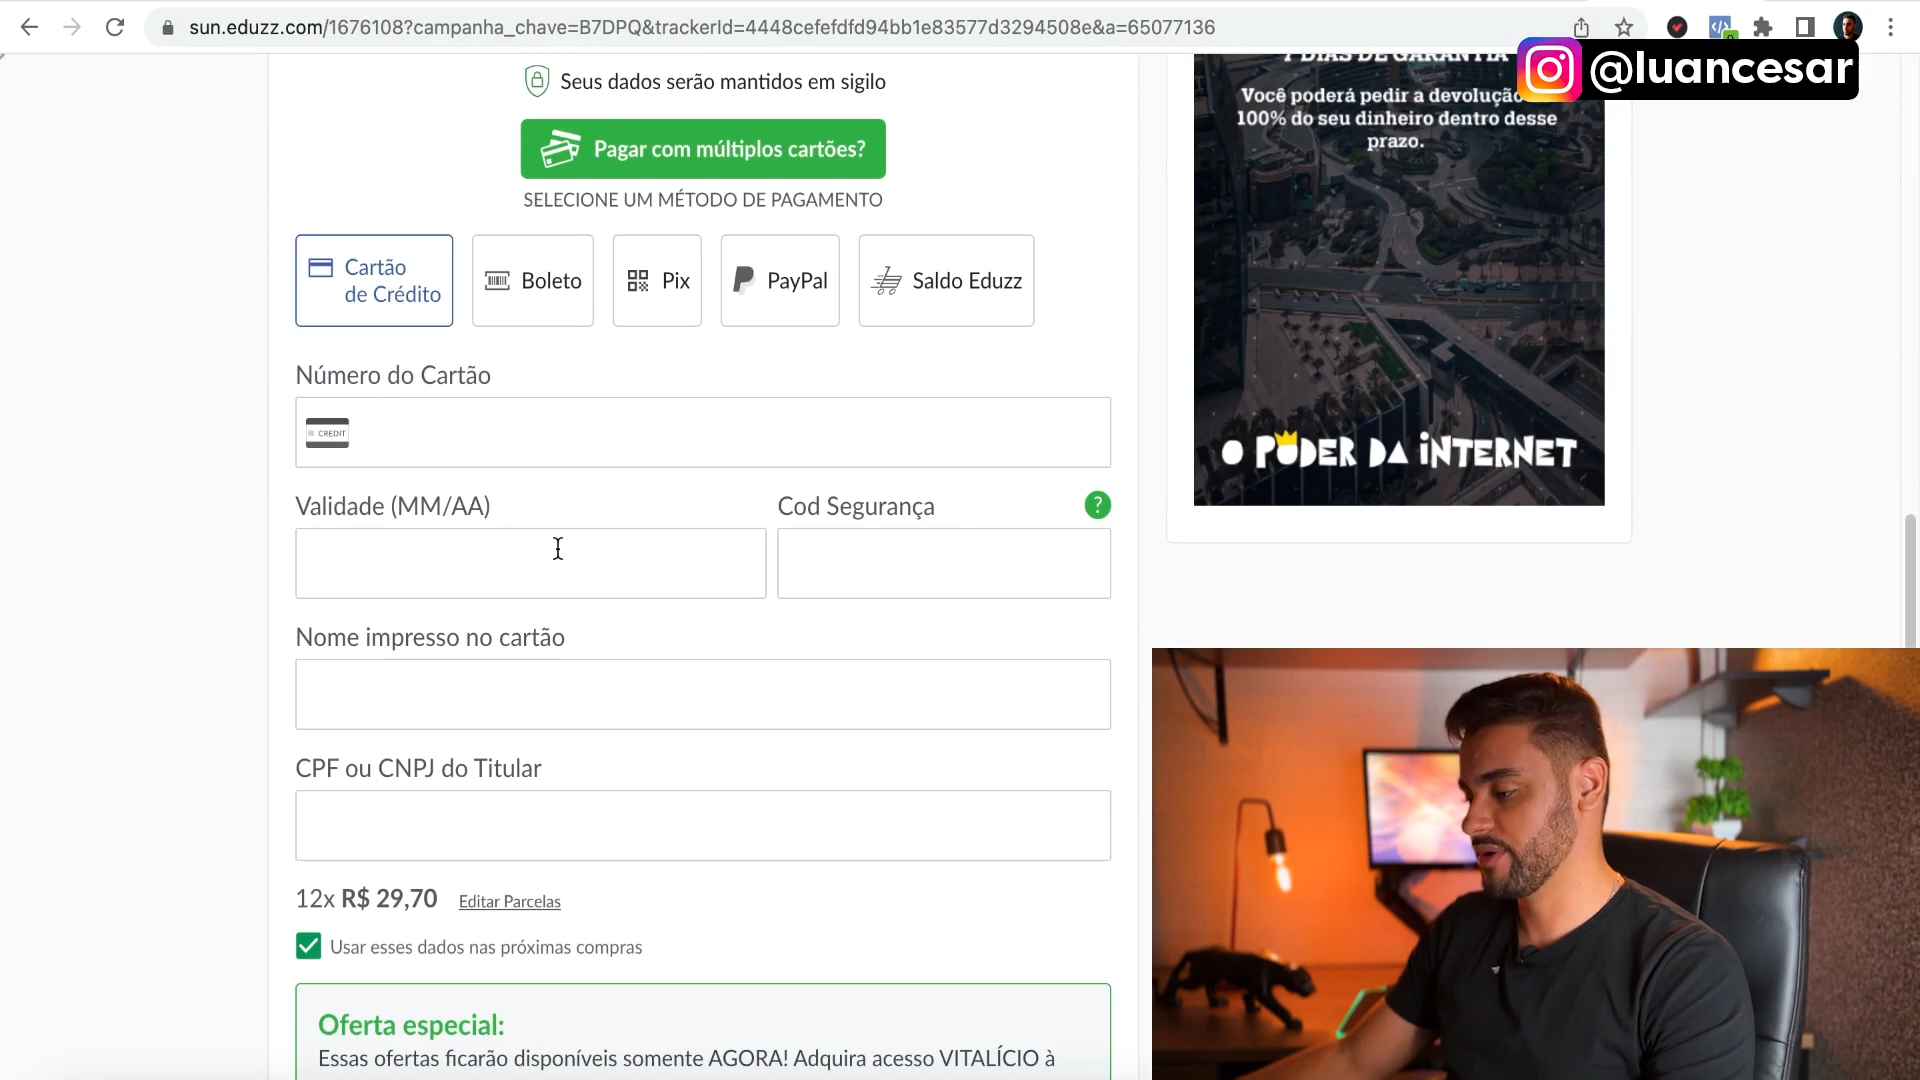 sun.eduzz.com/1676108?campanha_chave=B7DPQ&trackerId=4448cefefdfd94bb1e83577d3294508e&a=65077136
@luancesar
Seus dados serão mantidos em sigilo
Pagar com múltiplos cartões?
SELECIONE UM MÉTODO DE PAGAMENTO
Cartão
de Crédito
Boleto
Pix
PayPal
Saldo Eduzz
Número do Cartão
CREDIT
Validade (MM/AA)
Cod Segurança
?
Nome impresso no cartão
CPF ou CNPJ do Titular
12x R$ 29,70 Editar Parcelas
Usar esses dados nas próximas compras
Oferta especial:
Essas ofertas ficarão disponíveis somente AGORA! Adquira acesso VITALÍCIO à
7 DIAS DE GARANTIA
Você poderá pedir a devolução
100% do seu dinheiro dentro desse
prazo.
O PODER DA iNTERNET